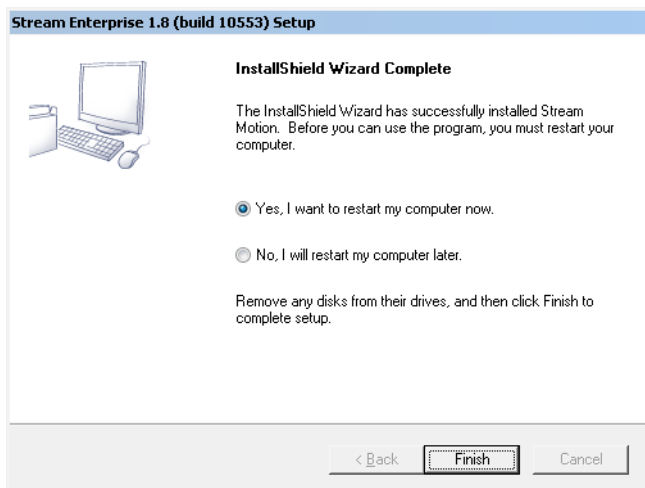 Stream Enterprise 1.8 (build 10553) Setup
InstallShield Wizard Complete
The InstallShield Wizard has successfully installed Stream
Motion. Before you can use the program, you must restart your
computer.
Yes, I want to restart my computer now.
No, I will restart my computer later.
Remove any disks from their drives, and then click Finish to
complete setup.
< Back Finish Cancel